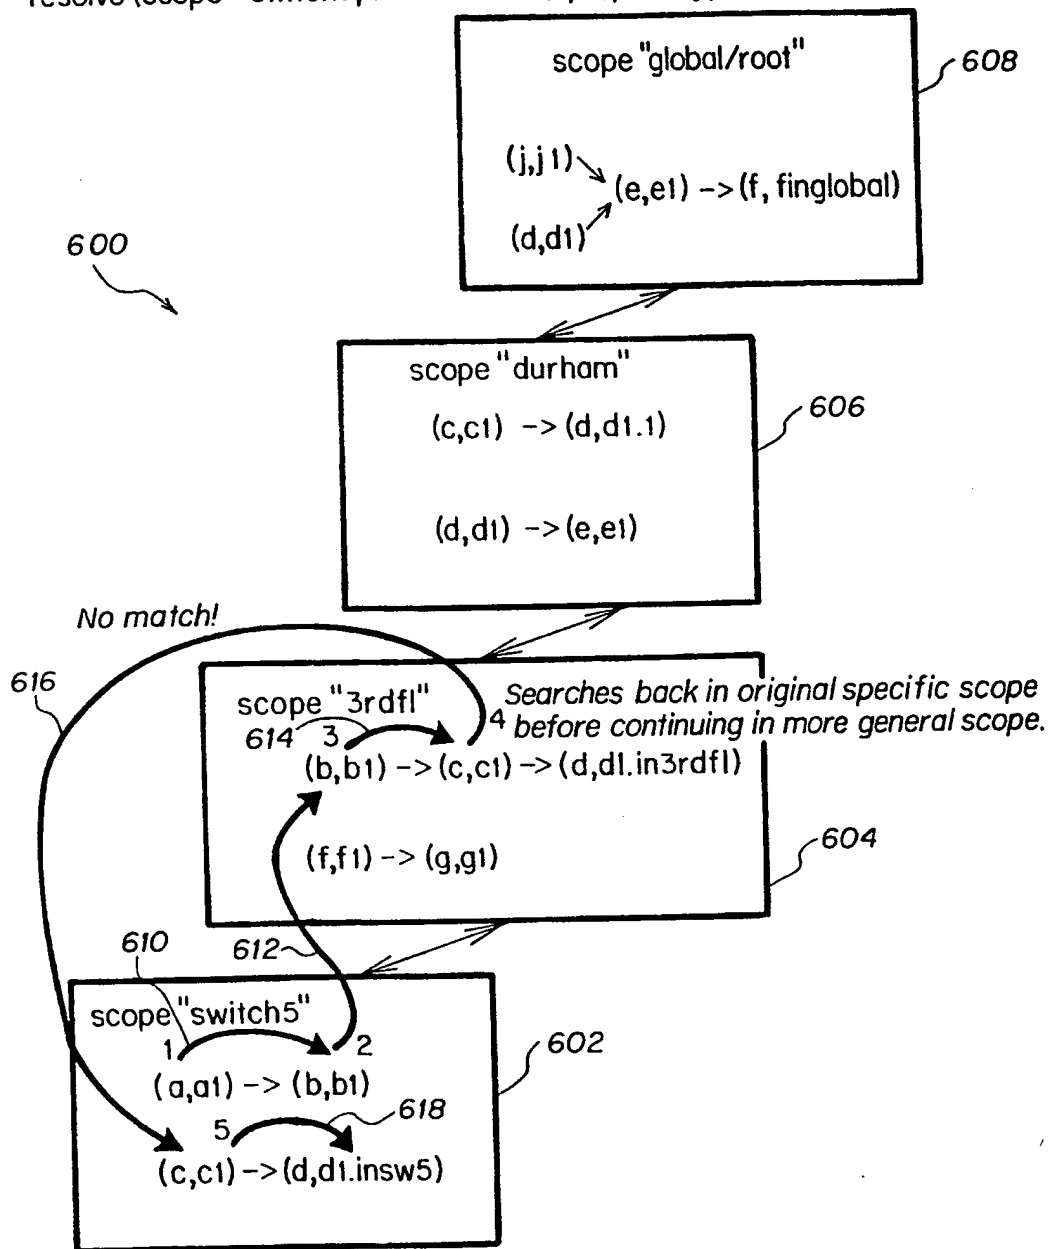 scope "global/root"
608
(j,j1)
(e,e1) -> (f, finglobal)
(d,d1)
600
scope "durham"
606
(c,c1) -> (d,d1.1)
(d,d1) -> (e,e1)
No match!
616
scope "3rdfl"
4 Searches back in original specific scope
before continuing in more general scope.
614
3
(b,b1) -> (c,c1) -> (d,d1.in3rdfl)
604
(f,f1) -> (g,g1)
610
612
scope "switch5"
1
2
602
(a,a1) -> (b,b1)
618
5
(c,c1) -> (d,d1.insw5)